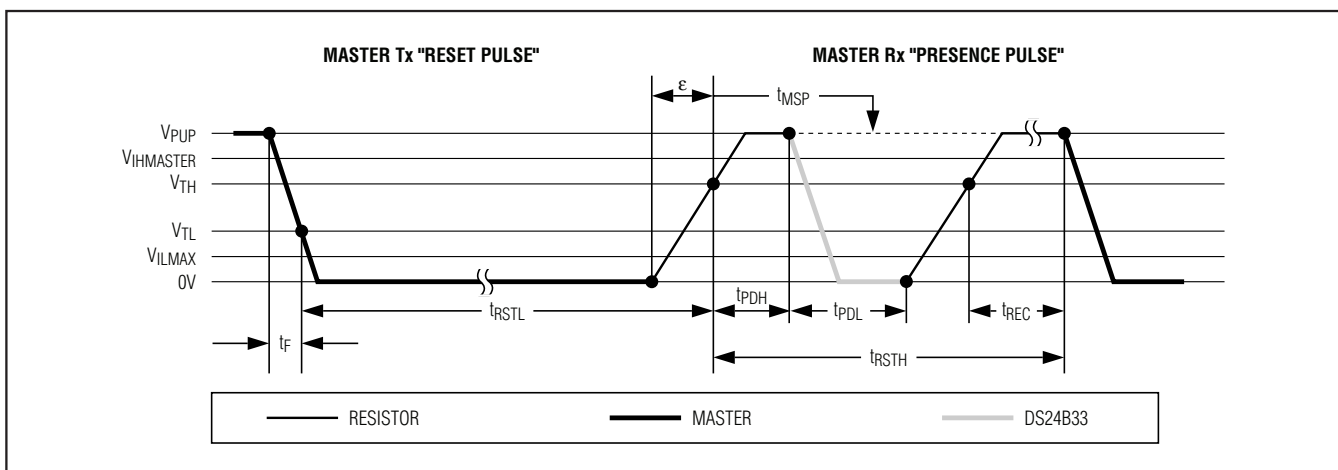 MASTER Tx "RESET PULSE"
MASTER Rx "PRESENCE PULSE"
ε
tMSP
VPUP
VIHMASTER
VTH
VTL
VILMAX
0V
tRSTL
tPDH
tPDL
tREC
tF
tRSTH
RESISTOR
MASTER
DS24B33